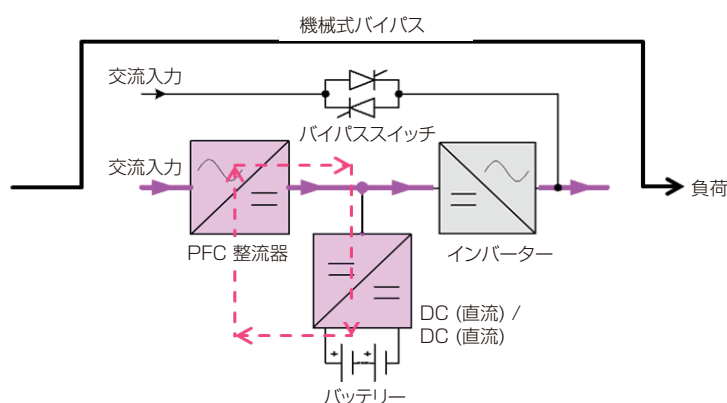 機械式バイパス
交流入力
バイパススイッチ
交流入力
PFC 整流器
インバーター
負荷
DC (直流) /
DC (直流)
バッテリー